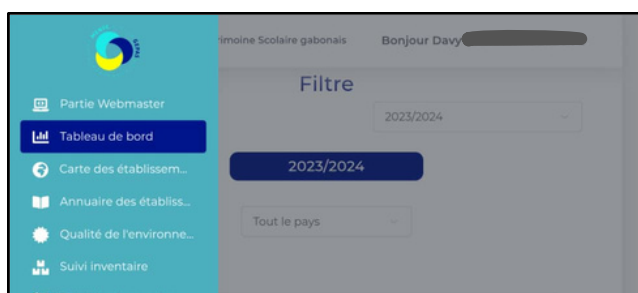 rimoine Scolaire gabonais
Bonjour Davy
Filtre
2023/2024
2023/2024
Tout le pays
Partie Webmaster
Tableau de bord
Carte des établissem...
Annuaire des établiss...
Qualité de l'environne...
Suivi inventaire